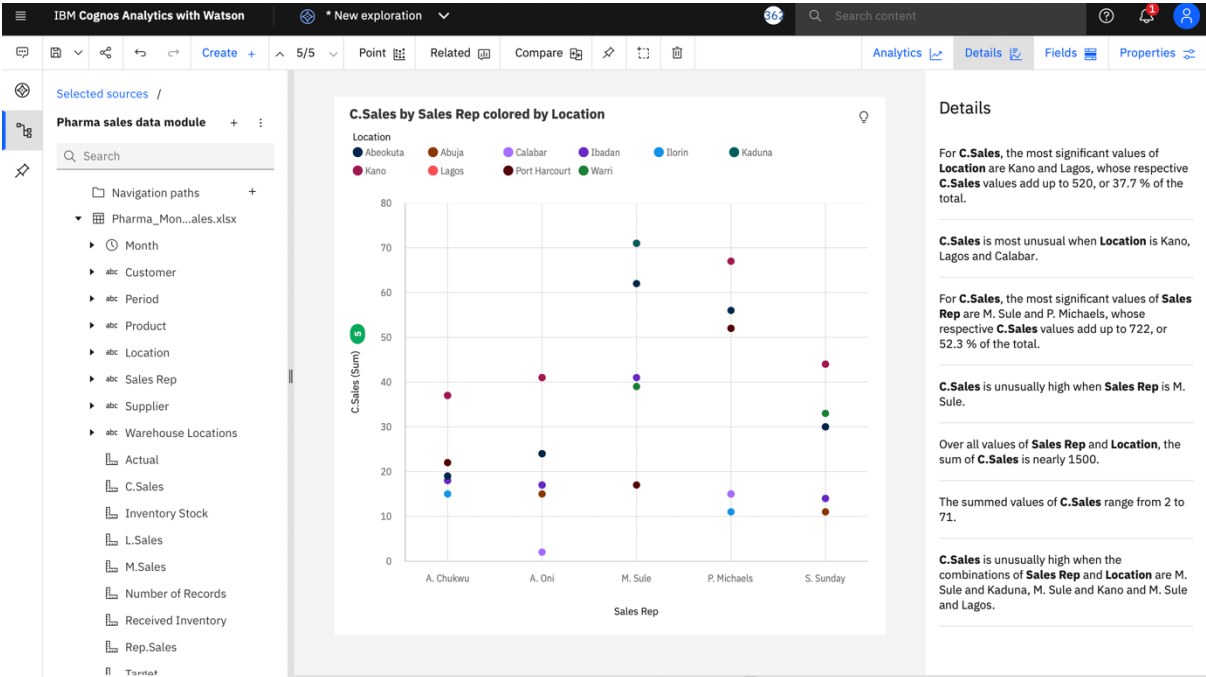 IBM Cognos Analytics with Watson
* New exploration
362
Search content
1
Create +
5/5
Point
Related
Compare
Analytics
Details
Fields
Properties
Selected sources /
Pharma sales data module
Search
Navigation paths
Pharma_Mon...ales.xlsx
Month
abc Customer
abc Period
abc Product
abc Location
abc Sales Rep
abc Supplier
abc Warehouse Locations
Actual
C.Sales
Inventory Stock
L.Sales
M.Sales
Number of Records
Received Inventory
Rep.Sales
Target
C.Sales by Sales Rep colored by Location
Location
Abeokuta Abuja Calabar Ibadan Ilorin Kaduna
Kano Lagos Port Harcourt Warri
80
70
60
50
40
30
20
10
0
C.Sales (Sum)
5
A. Chukwu A. Oni M. Sule P. Michaels S. Sunday
Sales Rep
Details
For C.Sales, the most significant values of
Location are Kano and Lagos, whose respective
C.Sales values add up to 520, or 37.7 % of the
total.
C.Sales is most unusual when Location is Kano,
Lagos and Calabar.
For C.Sales, the most significant values of Sales
Rep are M. Sule and P. Michaels, whose
respective C.Sales values add up to 722, or
52.3 % of the total.
C.Sales is unusually high when Sales Rep is M.
Sule.
Over all values of Sales Rep and Location, the
sum of C.Sales is nearly 1500.
The summed values of C.Sales range from 2 to
71.
C.Sales is unusually high when the
combinations of Sales Rep and Location are M.
Sule and Kaduna, M. Sule and Kano and M. Sule
and Lagos.